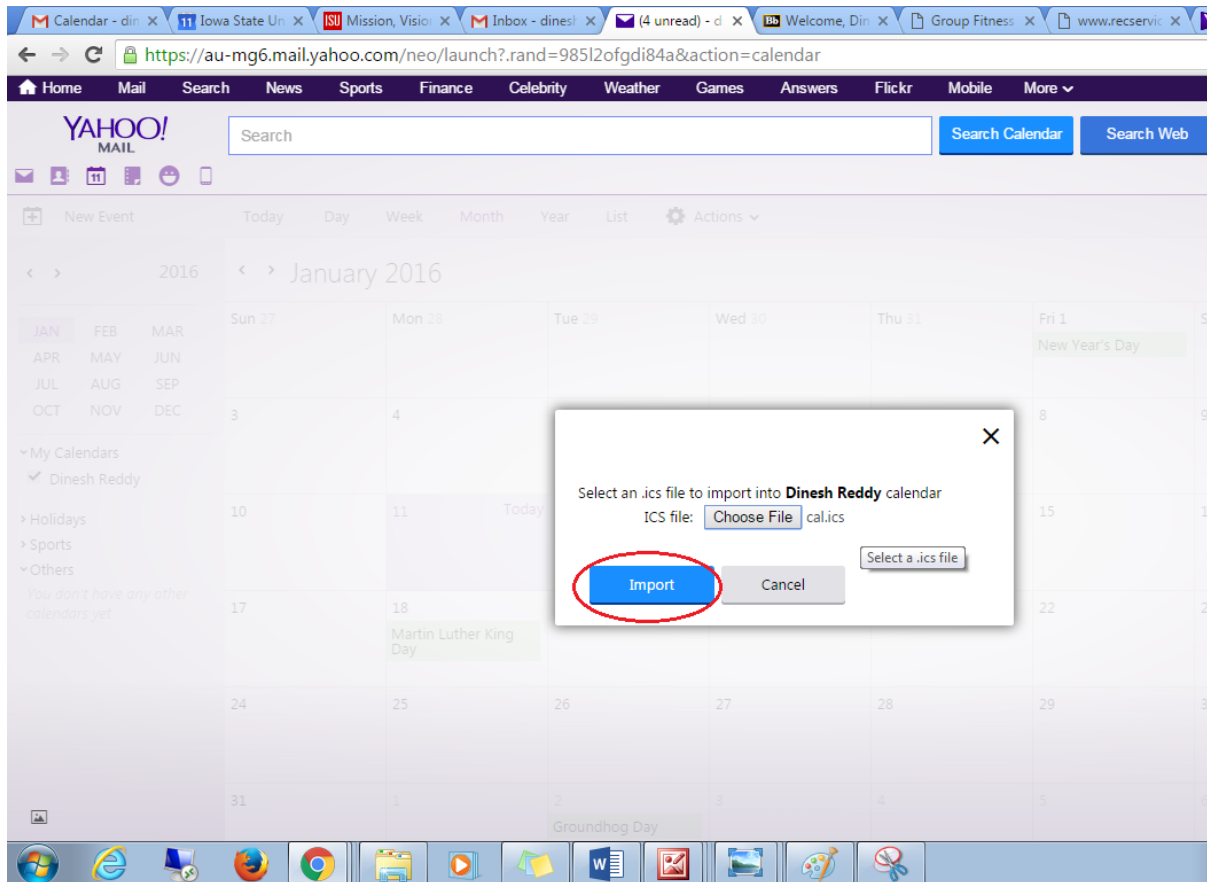 Calendar - din
Iowa State Un
Mission, Visio
Inbox - dinesh
(4 unread) - d
Welcome, Din
Group Fitness
www.recservic
https://au-mg6.mail.yahoo.com/neo/launch?.rand=985l2ofgdi84a&action=calendar
Home Mail Search News Sports Finance Celebrity Weather Games Answers Flickr Mobile More
YAHOO!
MAIL
Search
Search Calendar
Search Web
11
New Event
Today Day Week Month Year List Actions
2016
January 2016
JAN FEB MAR
APR MAY JUN
JUL AUG SEP
OCT NOV DEC
My Calendars
Dinesh Reddy
Holidays
Sports
Others
You don't have any other
calendars yet
Sun 27 Mon 28 Tue 29 Wed 30 Thu 31 Fri 1 S
New Year's Day
3 4 8 9
10 11 Today 15 1
17 18 22 2
Martin Luther King
Day
24 25 26 27 28 29 3
31 1 2 3 4 5 6
Groundhog Day
Select an .ics file to import into Dinesh Reddy calendar
ICS file: Choose File cal.ics
Select a .ics file
Import
Cancel